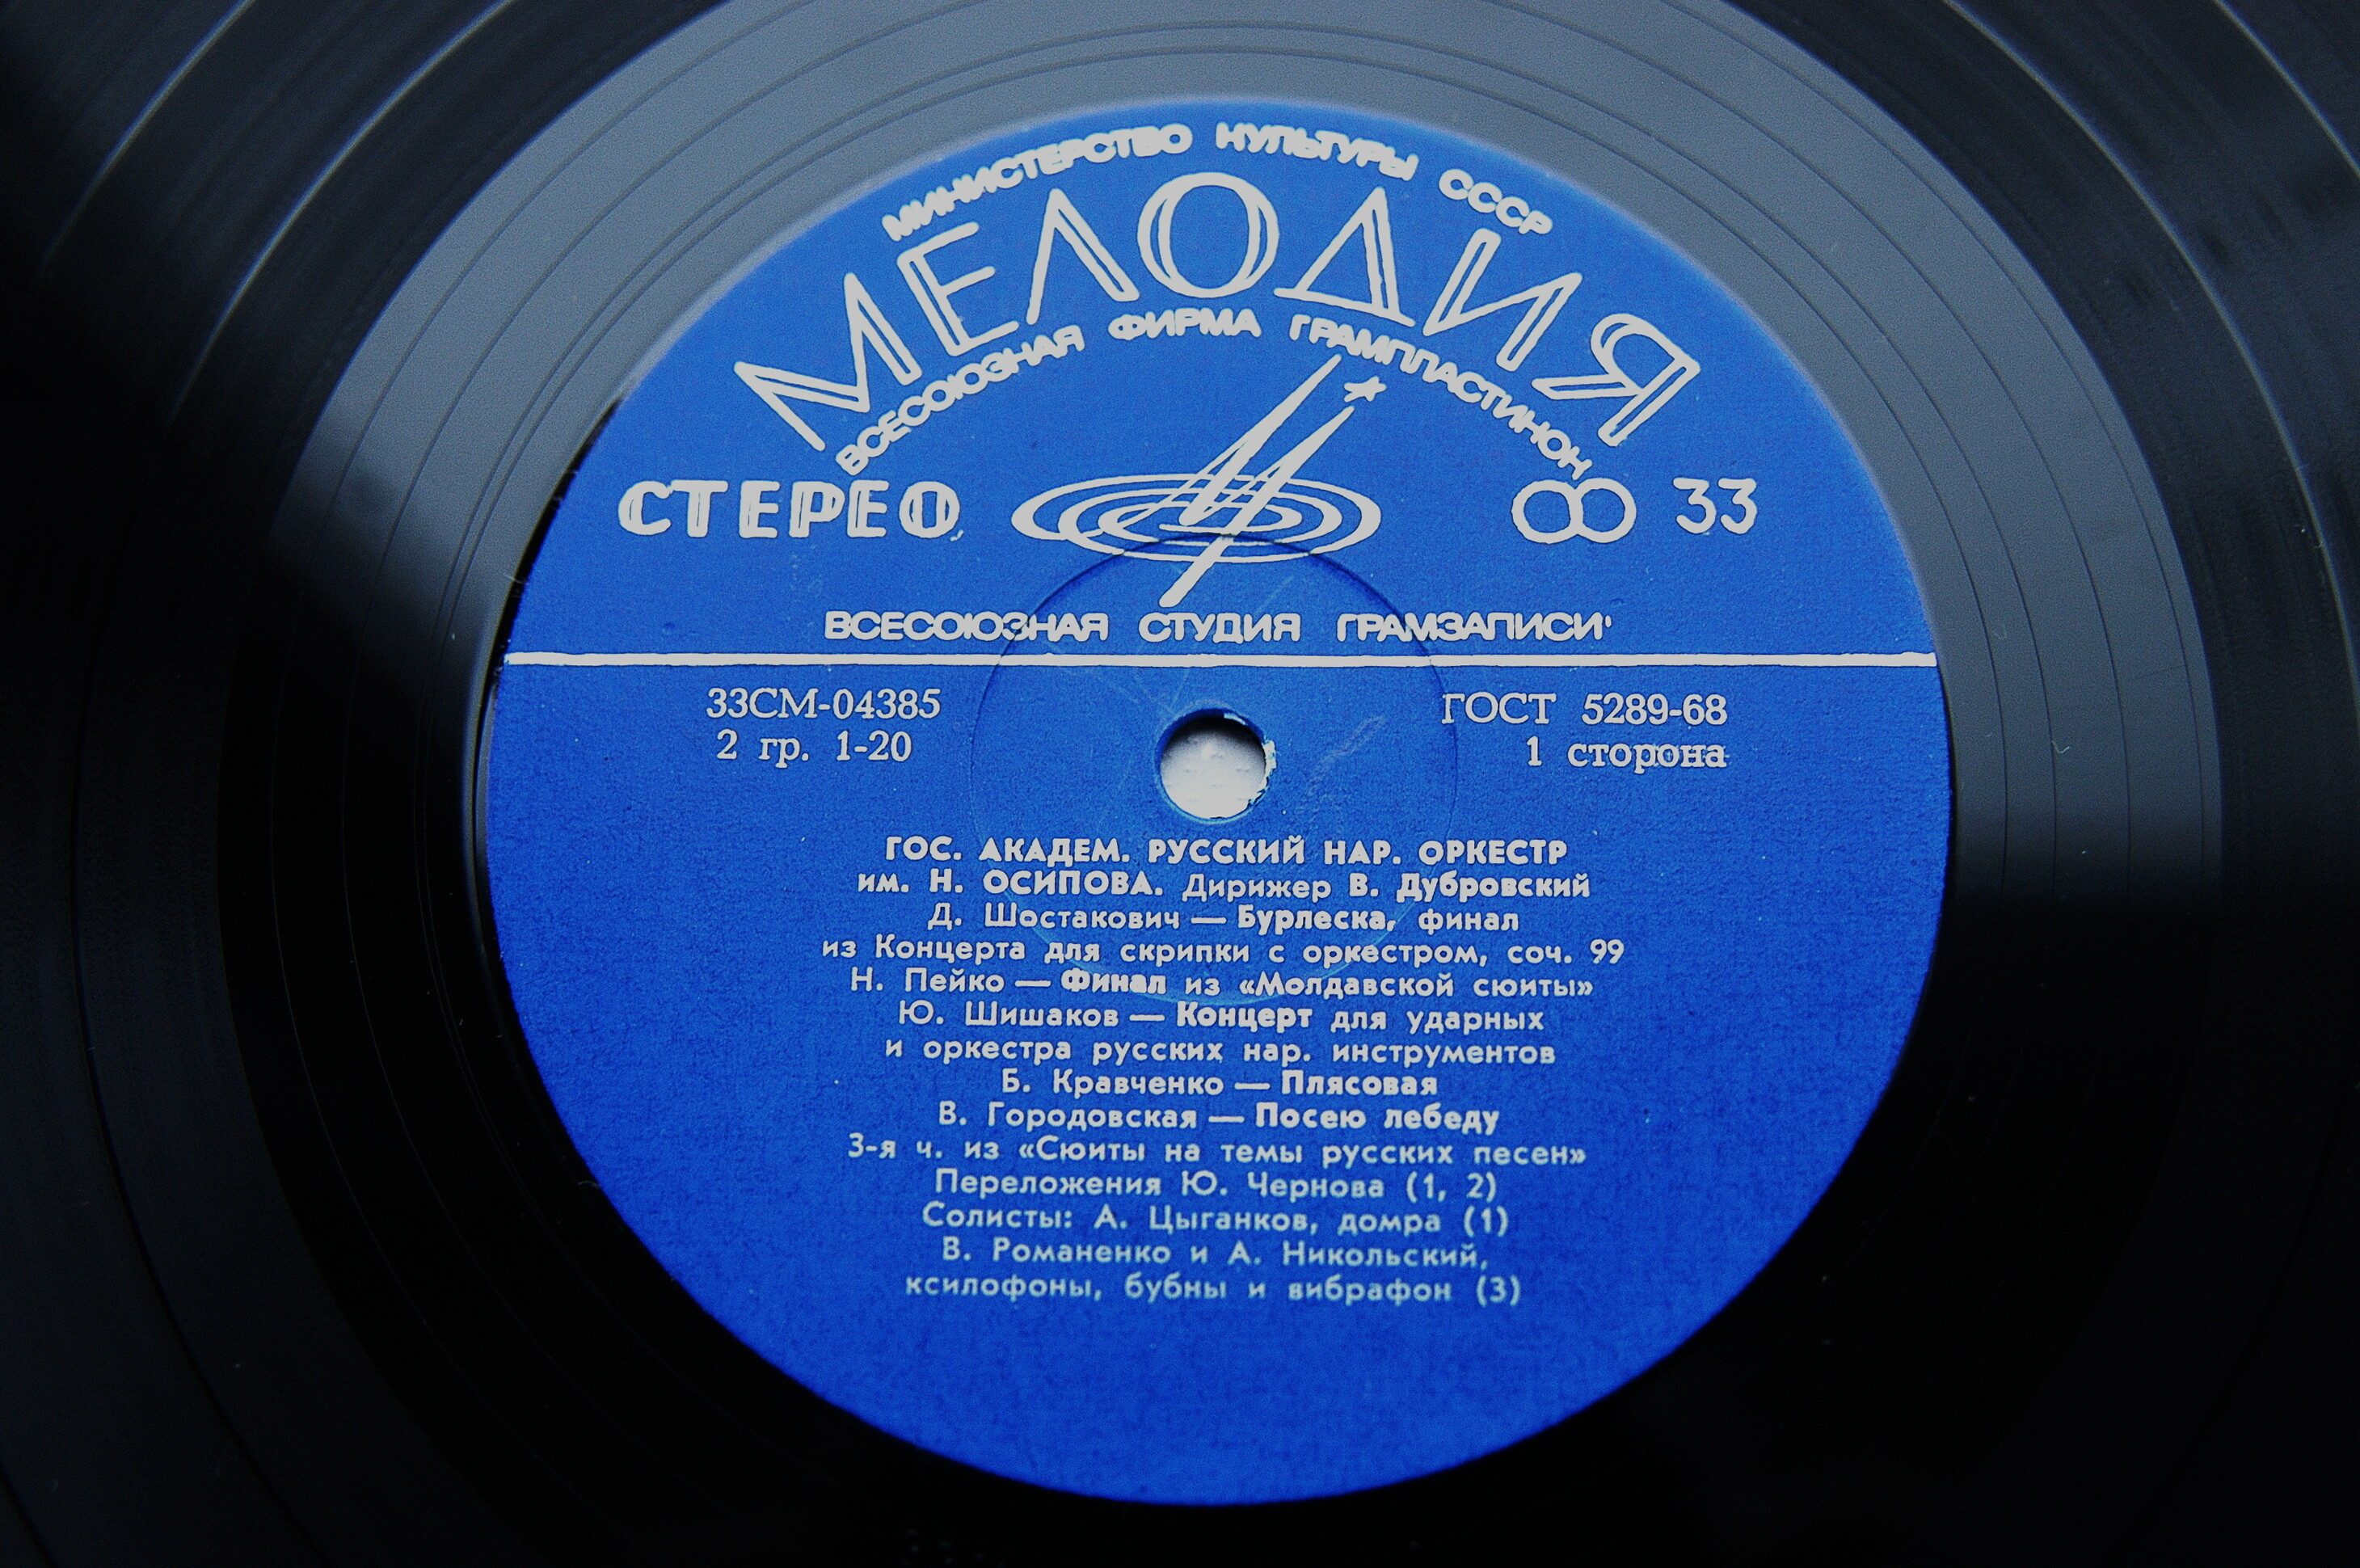 МИНИСТЕРСТВО КУЛЬТУРЫ СССР
МЕЛОДИЯ
ВСЕСОЮЗНАЯ ФИРМА ГРАМПЛАСТИНОК
СТЕРЕО
33
ВСЕСОЮЗНАЯ СТУДИЯ ГРАМЗАПИСИ
33СМ-04385
ГОСТ 5289-68
2 гр. 1-20
1 сторона
ГОС. АКАДЕМ. РУССКИЙ НАР. ОРКЕСТР
им. Н. ОСИПОВА. Дирижер В. Дубровский
Д. Шостакович — Бурлеска, финал
из Концерта для скрипки с оркестром, соч. 99
Н. Пейко — Финал из «Молдавской сюиты»
Ю. Шишаков — Концерт для ударных
и оркестра русских нар. инструментов
Б. Кравченко — Плясовая
В. Городовская — Посею лебеду
3-я ч. из «Сюиты на темы русских песен»
Переложения Ю. Чернова (1, 2)
Солисты: А. Цыганков, домра (1)
В. Романенко и А. Никольский,
ксилофоны, бубны и вибрафон (3)